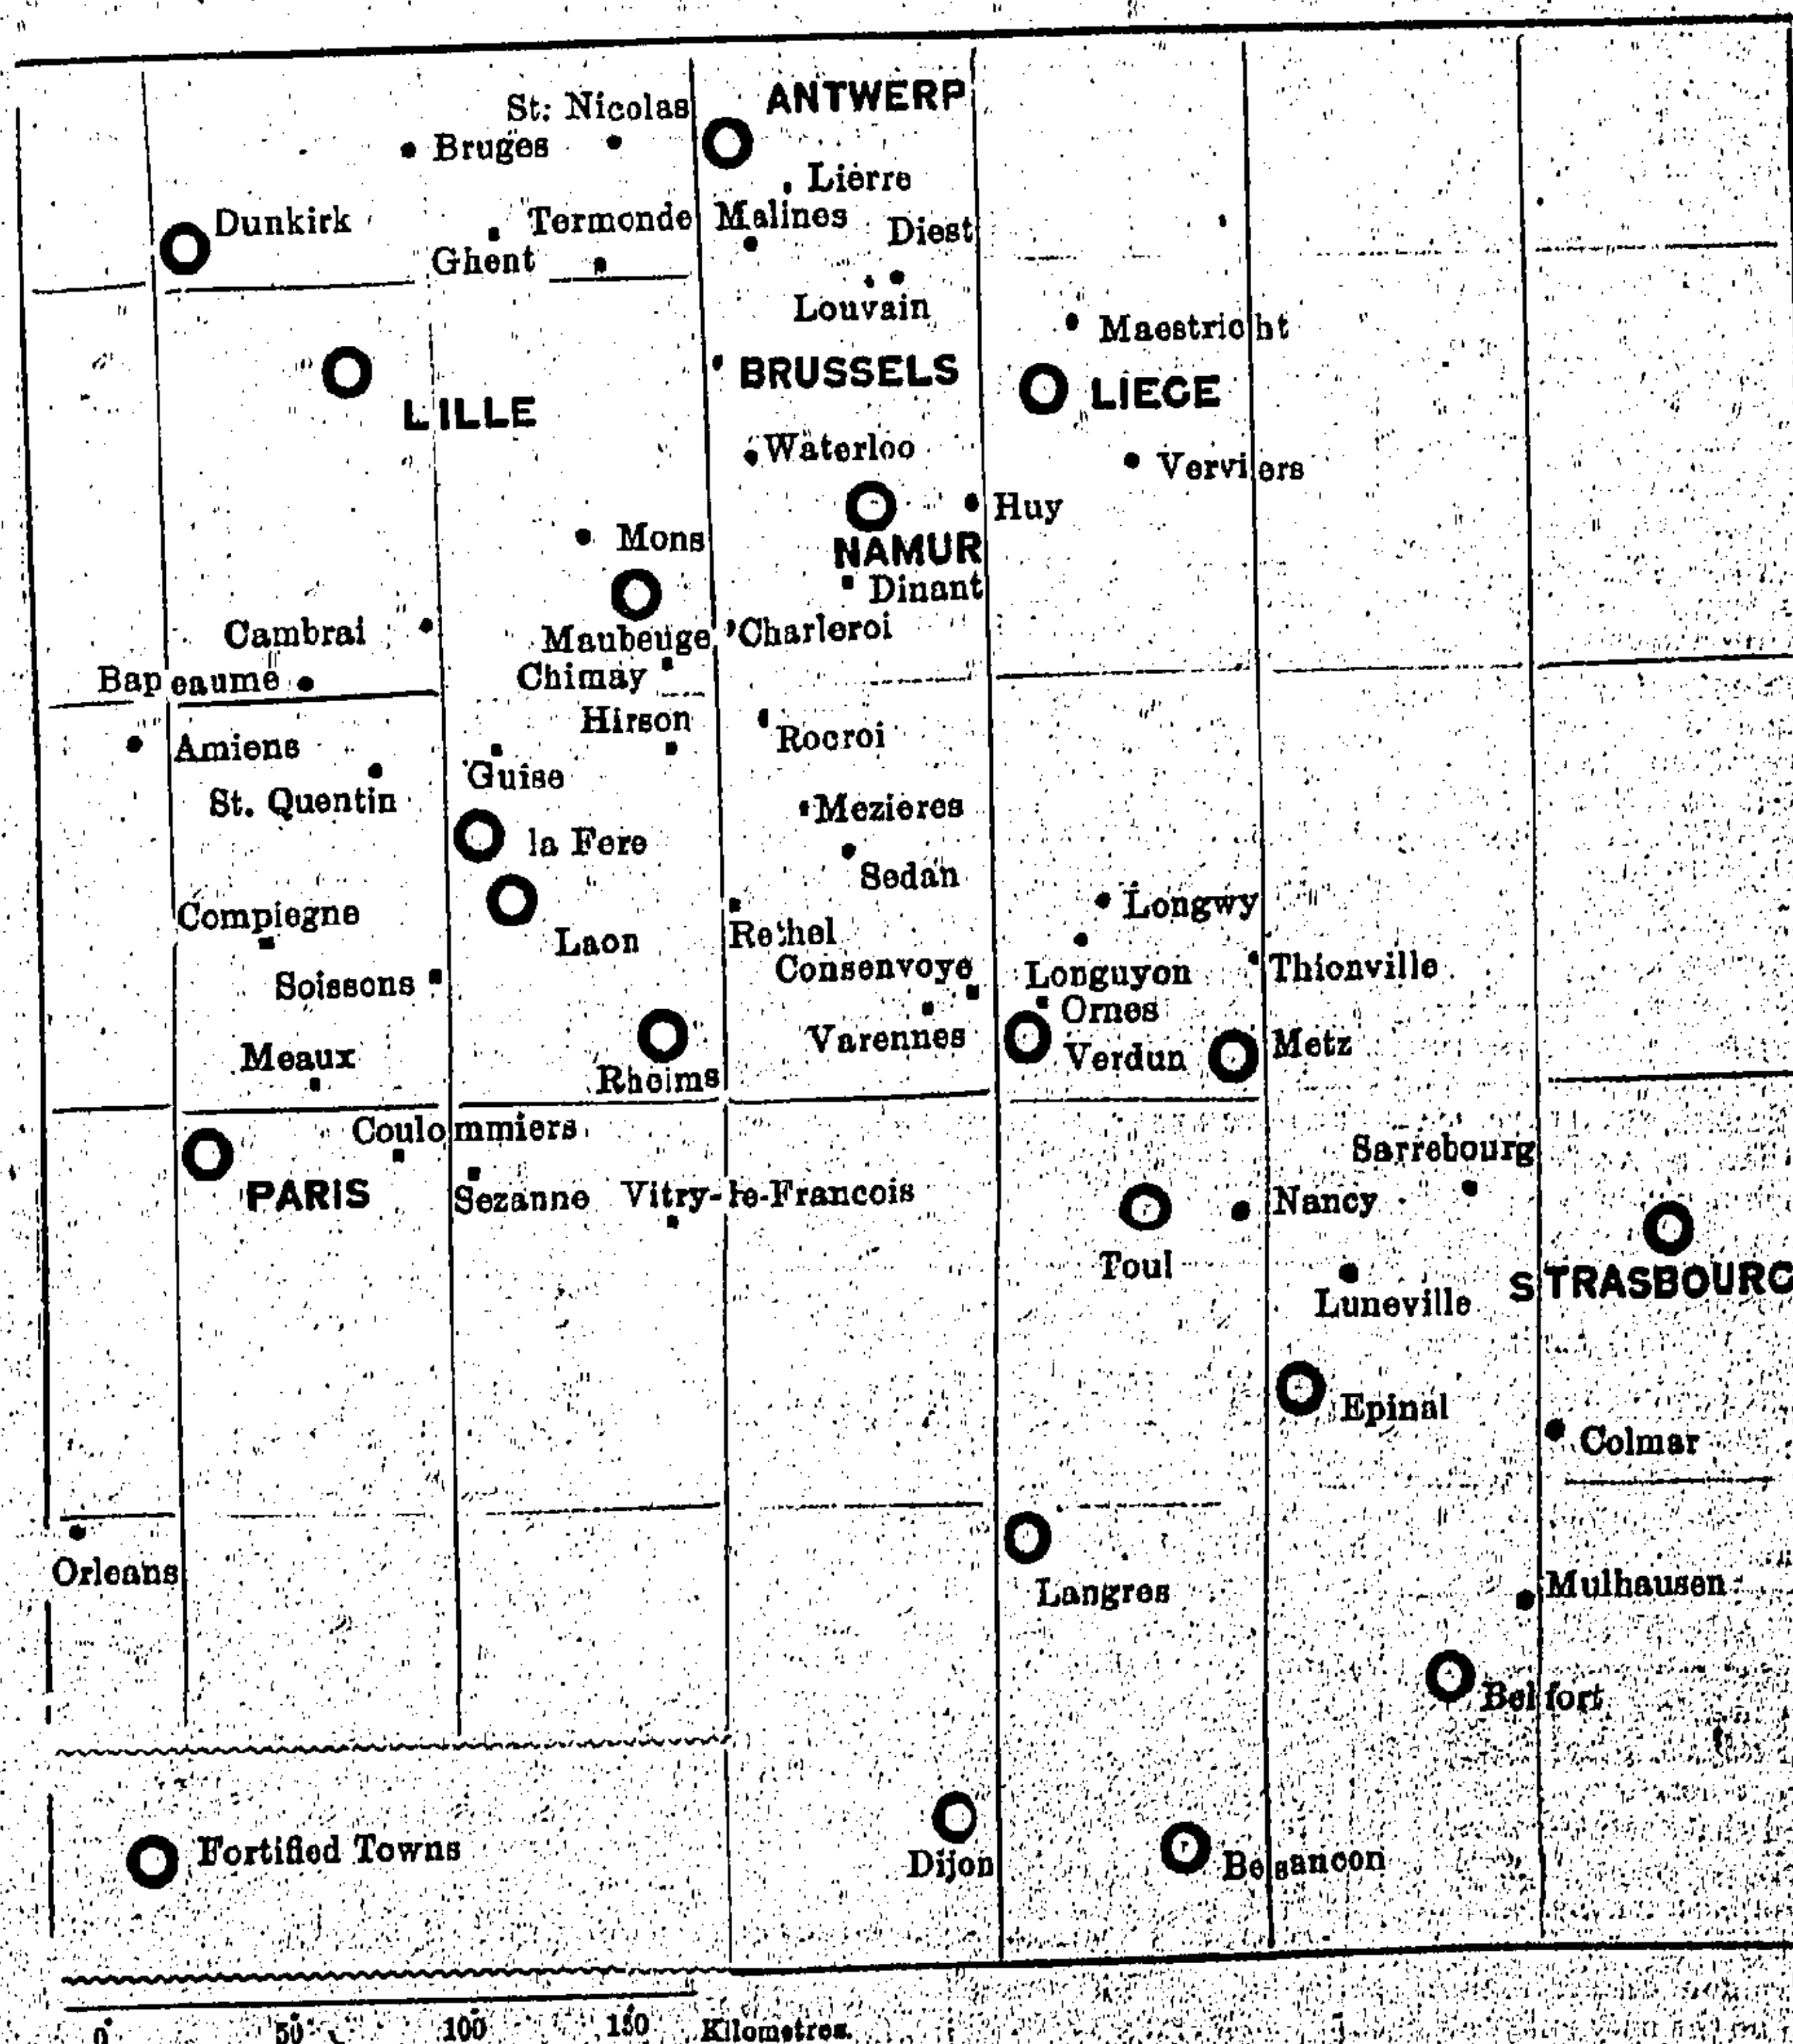 ANTWERP
St: Nicolas
Bruges
Lierre
Dunkirk
Termonde
Malines
Diest
Ghent
Louvain
Maestricht
BRUSSELS
LIEGE
LILLE
Waterloo
Verviers
Huy
Mons
NAMUR
Dinant
Cambrai
Maubeuge
Charleroi
Bapeaume
Chimay
Hirson
Rocroi
Amiens
Guise
St. Quentin
Mezieres
la Fere
Sedan
Longwy
Compiegne
Laon
Rethel
Consenvoye
Longuyon
Thionville
Soissons
Ornes
Varennes
Verdun
Metz
Meaux
Rheims
Coulommiers
Sarrebourg
PARIS
Sezanne
Vitry-le-Francois
Nancy
Toul
STRASBOURG
Luneville
Epinal
Colmar
Orleans
Langres
Mulhausen
Belfort
Fortified Towns
Dijon
Besancon
0 50 100 150 Kilometres.